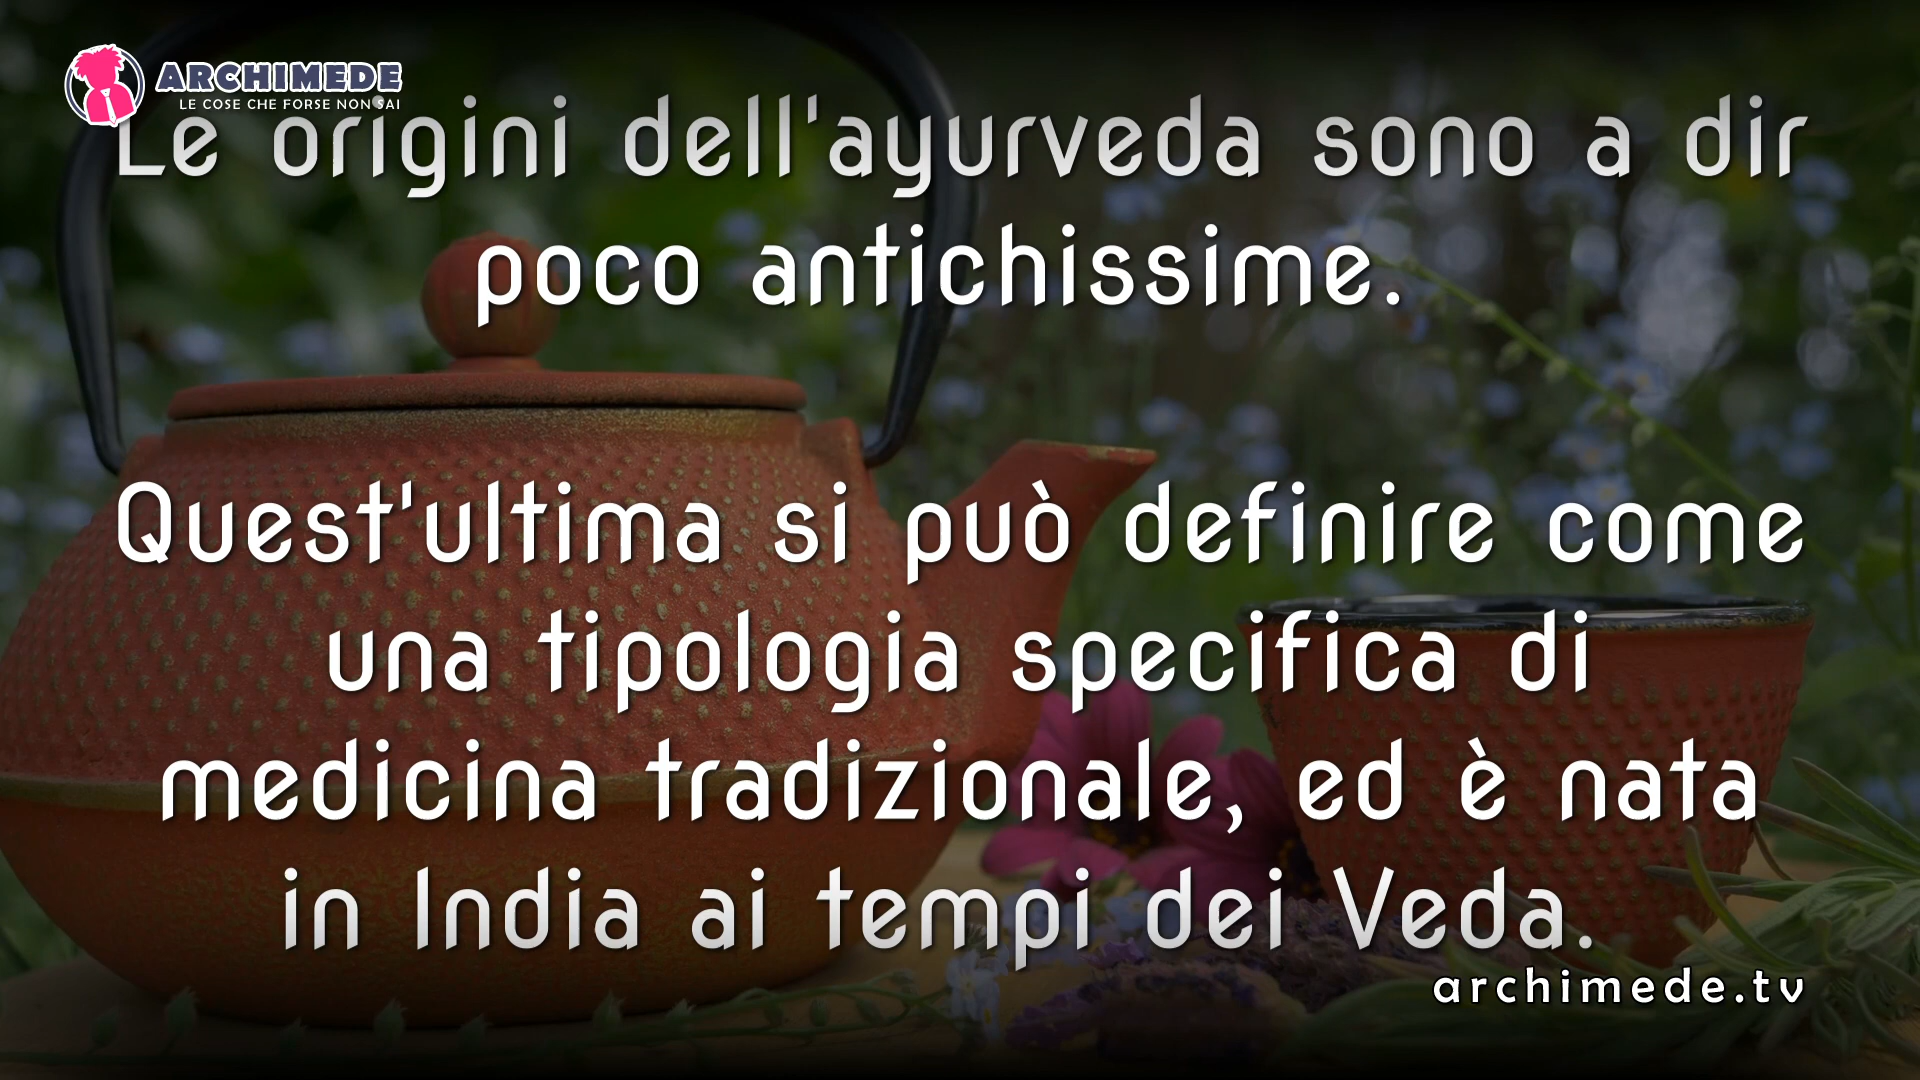 ARCHIMEDE
LE COSE CHE FORSE NON SAI
Le origini dell'ayurveda sono a dir
poco antichissime.
Quest'ultima si può definire come
una tipologia specifica di
medicina tradizionale, ed è nata
in India ai tempi dei Veda.
archimede.tv